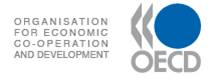 ORGANISATION
FOR ECONOMIC
CO-OPERATION
AND DEVELOPMENT
OECD